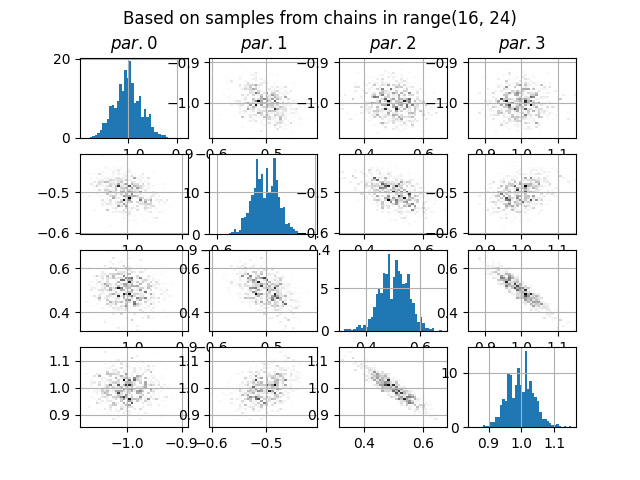 Based on samples from chains in range(16, 24)
par. 0 par. 1 par. 2 par. 3
20 −0.9 −0.9 −0.9
−1.0 −1.0 −1.0
0
−0.5 10 −0.5 −0.5
−0.6 0 −0.6 −0.6
0.6 0.6 5 0.6
0.4 0.4 0 0.4
1.1 1.1 1.1 10
1.0 1.0 1.0
0.9 0.9 0.9 0
−1.0 −0.9 −0.6 −0.5 0.4 0.6 0.9 1.0 1.1